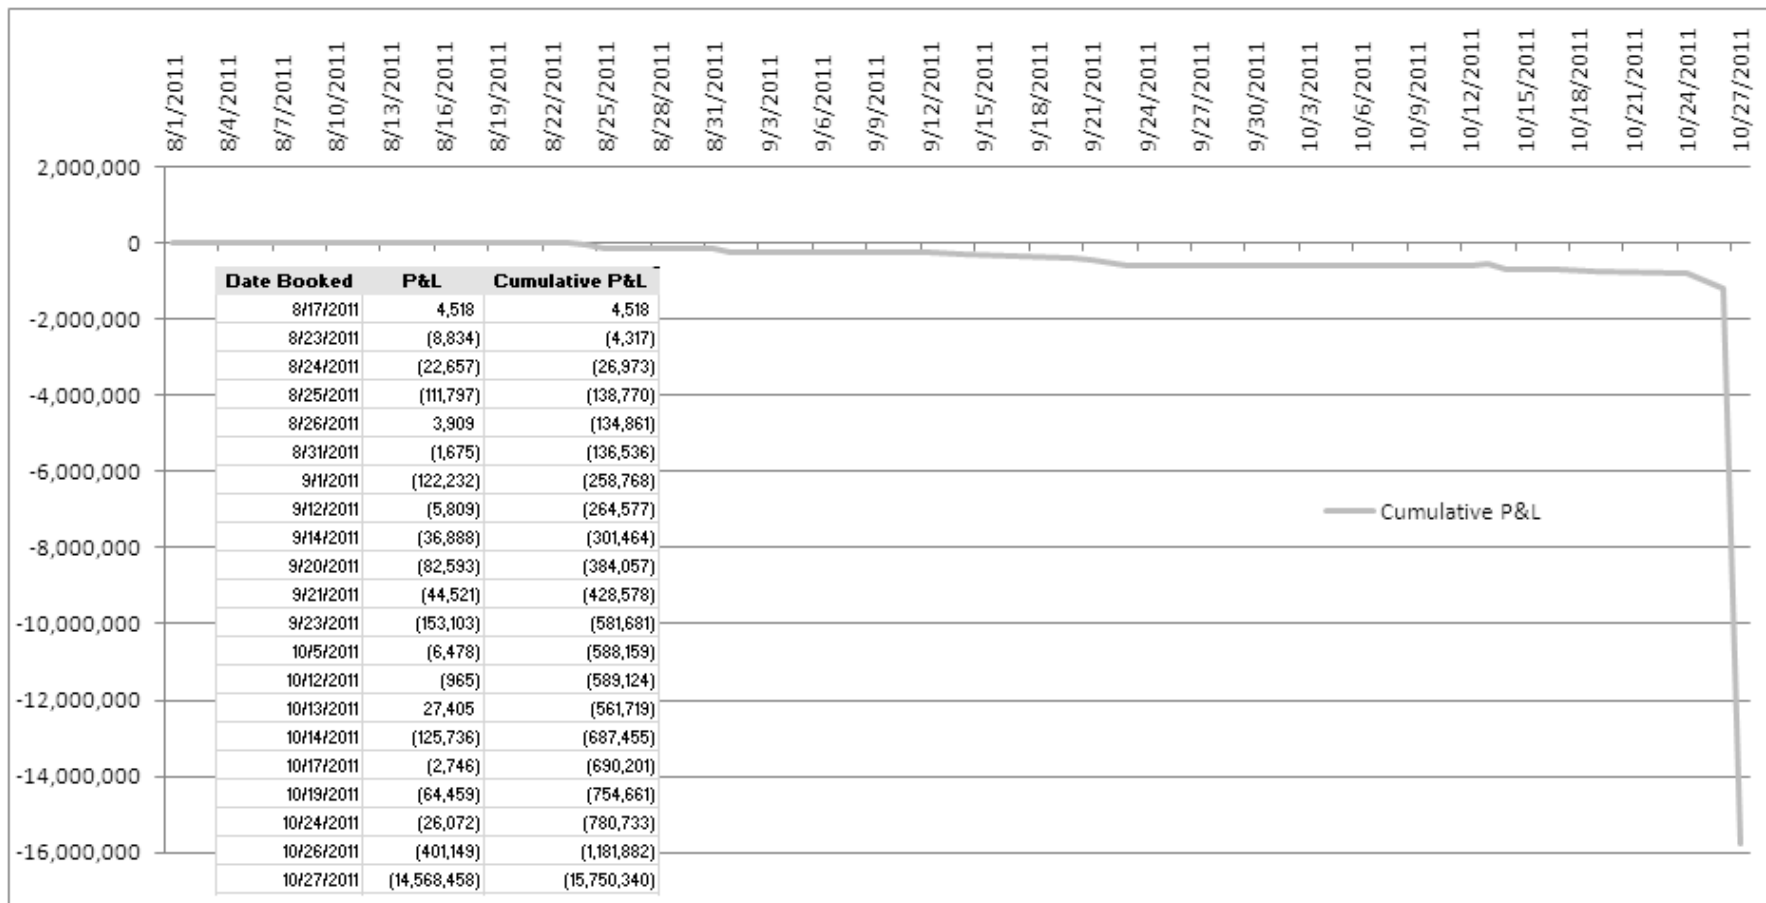 8/1/2011 8/4/2011 8/7/2011 8/10/2011 8/13/2011 8/16/2011 8/19/2011 8/22/2011 8/25/2011 8/28/2011 8/31/2011 9/3/2011 9/6/2011 9/9/2011 9/12/2011 9/15/2011 9/18/2011 9/21/2011 9/24/2011 9/27/2011 9/30/2011 10/3/2011 10/6/2011 10/9/2011 10/12/2011 10/15/2011 10/18/2011 10/21/2011 10/24/2011 10/27/2011
2,000,000
0
-2,000,000
-4,000,000
-6,000,000
-8,000,000
-10,000,000
-12,000,000
-14,000,000
-16,000,000
Date Booked P&L Cumulative P&L
8/17/2011 4,518 4,518
8/23/2011 (8,834) (4,317)
8/24/2011 (22,657) (26,973)
8/25/2011 (111,797) (138,770)
8/26/2011 3,909 (134,861)
8/31/2011 (1,675) (136,536)
9/1/2011 (122,232) (258,768)
9/12/2011 (5,809) (264,577)
9/14/2011 (36,888) (301,464)
9/20/2011 (82,593) (384,057)
9/21/2011 (44,521) (428,578)
9/23/2011 (153,103) (581,681)
10/5/2011 (6,478) (588,159)
10/12/2011 (965) (589,124)
10/13/2011 27,405 (561,719)
10/14/2011 (125,736) (687,455)
10/17/2011 (2,746) (690,201)
10/19/2011 (64,459) (754,661)
10/24/2011 (26,072) (780,733)
10/26/2011 (401,149) (1,181,882)
10/27/2011 (14,568,458) (15,750,340)
Cumulative P&L